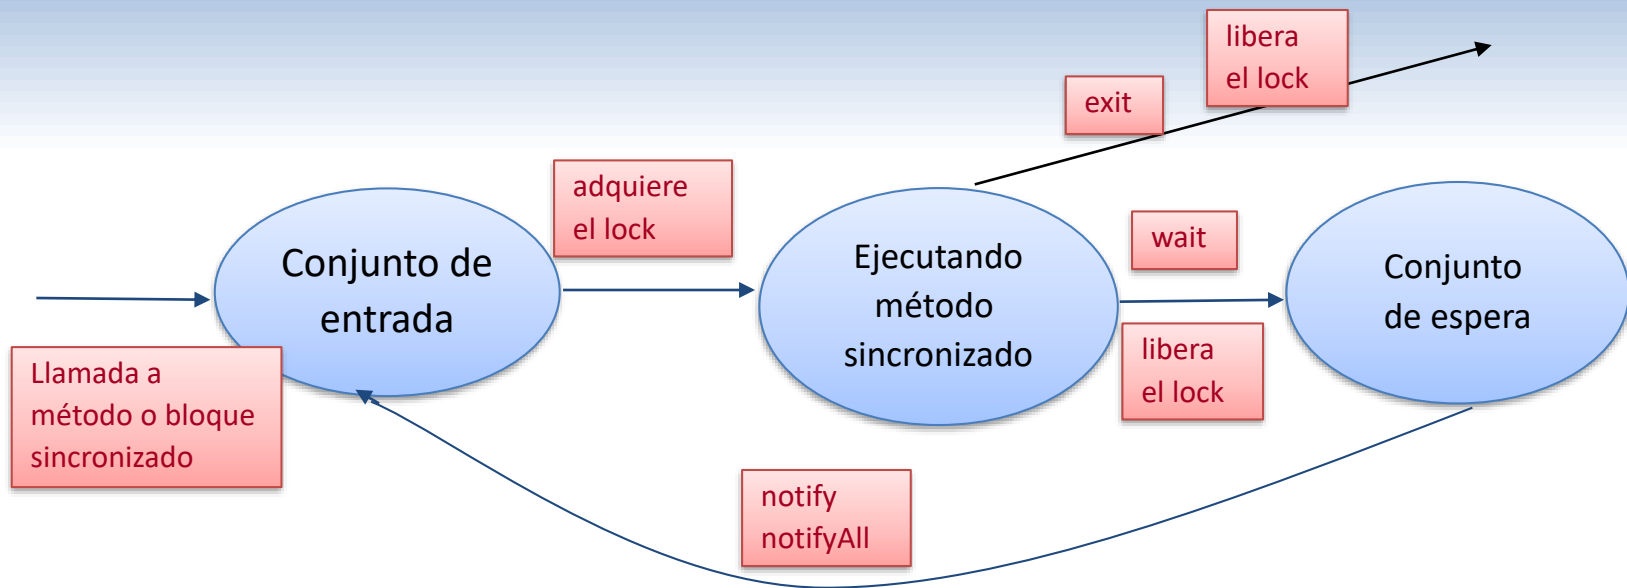 libera
el lock
exit
adquiere
el lock
Conjunto de
entrada
Ejecutando
método
sincronizado
wait
libera
el lock
Conjunto
de espera
Llamada a
método o bloque
sincronizado
notify
notifyAll